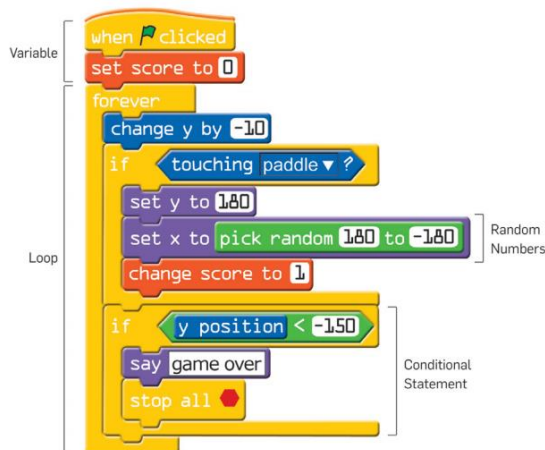 Variable
when clicked
set score to 0
forever
change y by -10
if touching paddle ?
set y to 180
set x to pick random 180 to -180
Random
Numbers
Loop
change score to 1
if y position < -150
say game over
Conditional
Statement
stop all